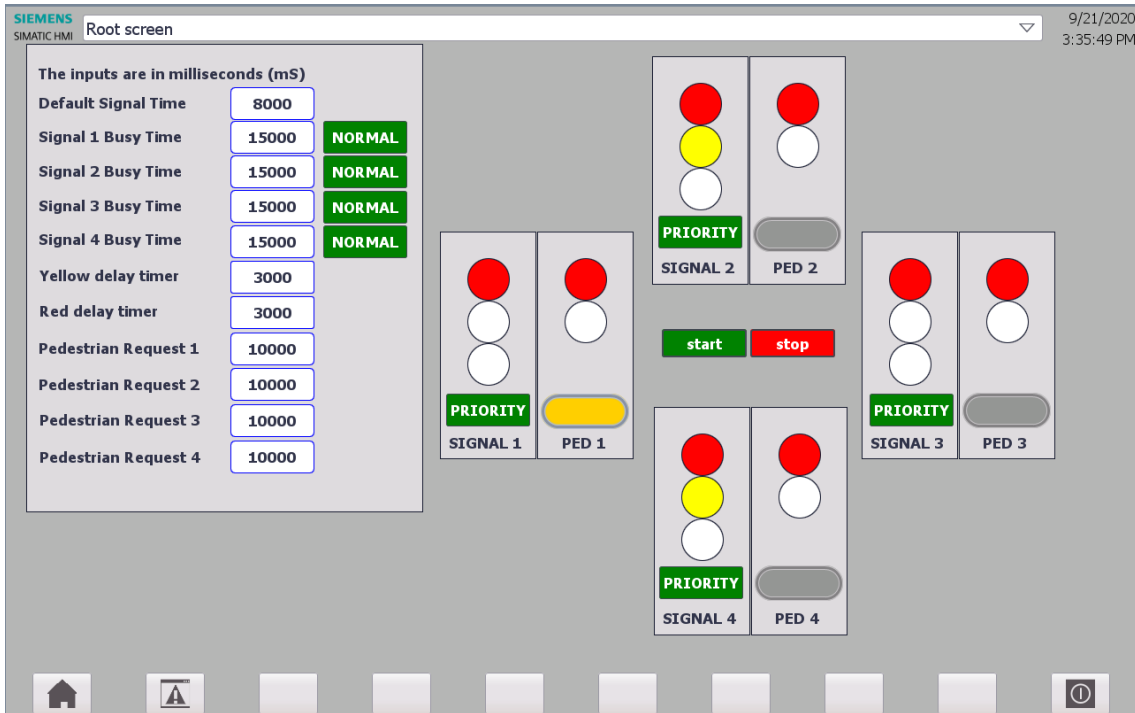 SIEMENS
SIMATIC HMI
Root screen
9/21/2020
3:35:49 PM
The inputs are in milliseconds (mS)
Default Signal Time 8000
Signal 1 Busy Time 15000 NORMAL
Signal 2 Busy Time 15000 NORMAL
Signal 3 Busy Time 15000 NORMAL
Signal 4 Busy Time 15000 NORMAL
Yellow delay timer 3000
Red delay timer 3000
Pedestrian Request 1 10000
Pedestrian Request 2 10000
Pedestrian Request 3 10000
Pedestrian Request 4 10000
PRIORITY
SIGNAL 2 PED 2
start stop
PRIORITY
SIGNAL 1 PED 1
PRIORITY
SIGNAL 3 PED 3
PRIORITY
SIGNAL 4 PED 4